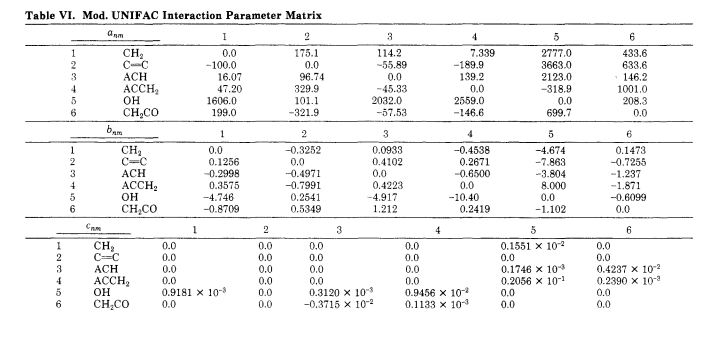 Table VI. Mod. UNIFAC Interaction Parameter Matrix
a_nm 1 2 3 4 5 6
1 CH₂ 0.0 175.1 114.2 7.339 2777.0 433.6
2 C=C −100.0 0.0 −55.89 −189.9 3663.0 633.6
3 ACH 16.07 96.74 0.0 139.2 2123.0 146.2
4 ACCH₂ 47.20 329.9 −45.33 0.0 −318.9 1001.0
5 OH 1606.0 101.1 2032.0 2559.0 0.0 208.3
6 CH₂CO 199.0 −321.9 −57.53 −146.6 699.7 0.0
b_nm 1 2 3 4 5 6
1 CH₂ 0.0 −0.3252 0.0933 −0.4538 −4.674 0.1473
2 C=C 0.1256 0.0 0.4102 0.2671 −7.863 −0.7255
3 ACH −0.2998 −0.4971 0.0 −0.6500 −3.804 −1.237
4 ACCH₂ 0.3575 −0.7991 0.4223 0.0 8.000 −1.871
5 OH −4.746 0.2541 −4.917 −10.40 0.0 −0.6099
6 CH₂CO −0.8709 0.5349 1.212 0.2419 −1.102 0.0
c_nm 1 2 3 4 5 6
1 CH₂ 0.0 0.0 0.0 0.0 0.1551 × 10⁻² 0.0
2 C=C 0.0 0.0 0.0 0.0 0.0 0.0
3 ACH 0.0 0.0 0.0 0.0 0.1746 × 10⁻³ 0.4237 × 10⁻²
4 ACCH₂ 0.0 0.0 0.0 0.0 0.2056 × 10⁻¹ 0.2390 × 10⁻³
5 OH 0.9181 × 10⁻³ 0.0 0.3120 × 10⁻³ 0.9456 × 10⁻² 0.0 0.0
6 CH₂CO 0.0 0.0 −0.3715 × 10⁻² 0.1133 × 10⁻³ 0.0 0.0